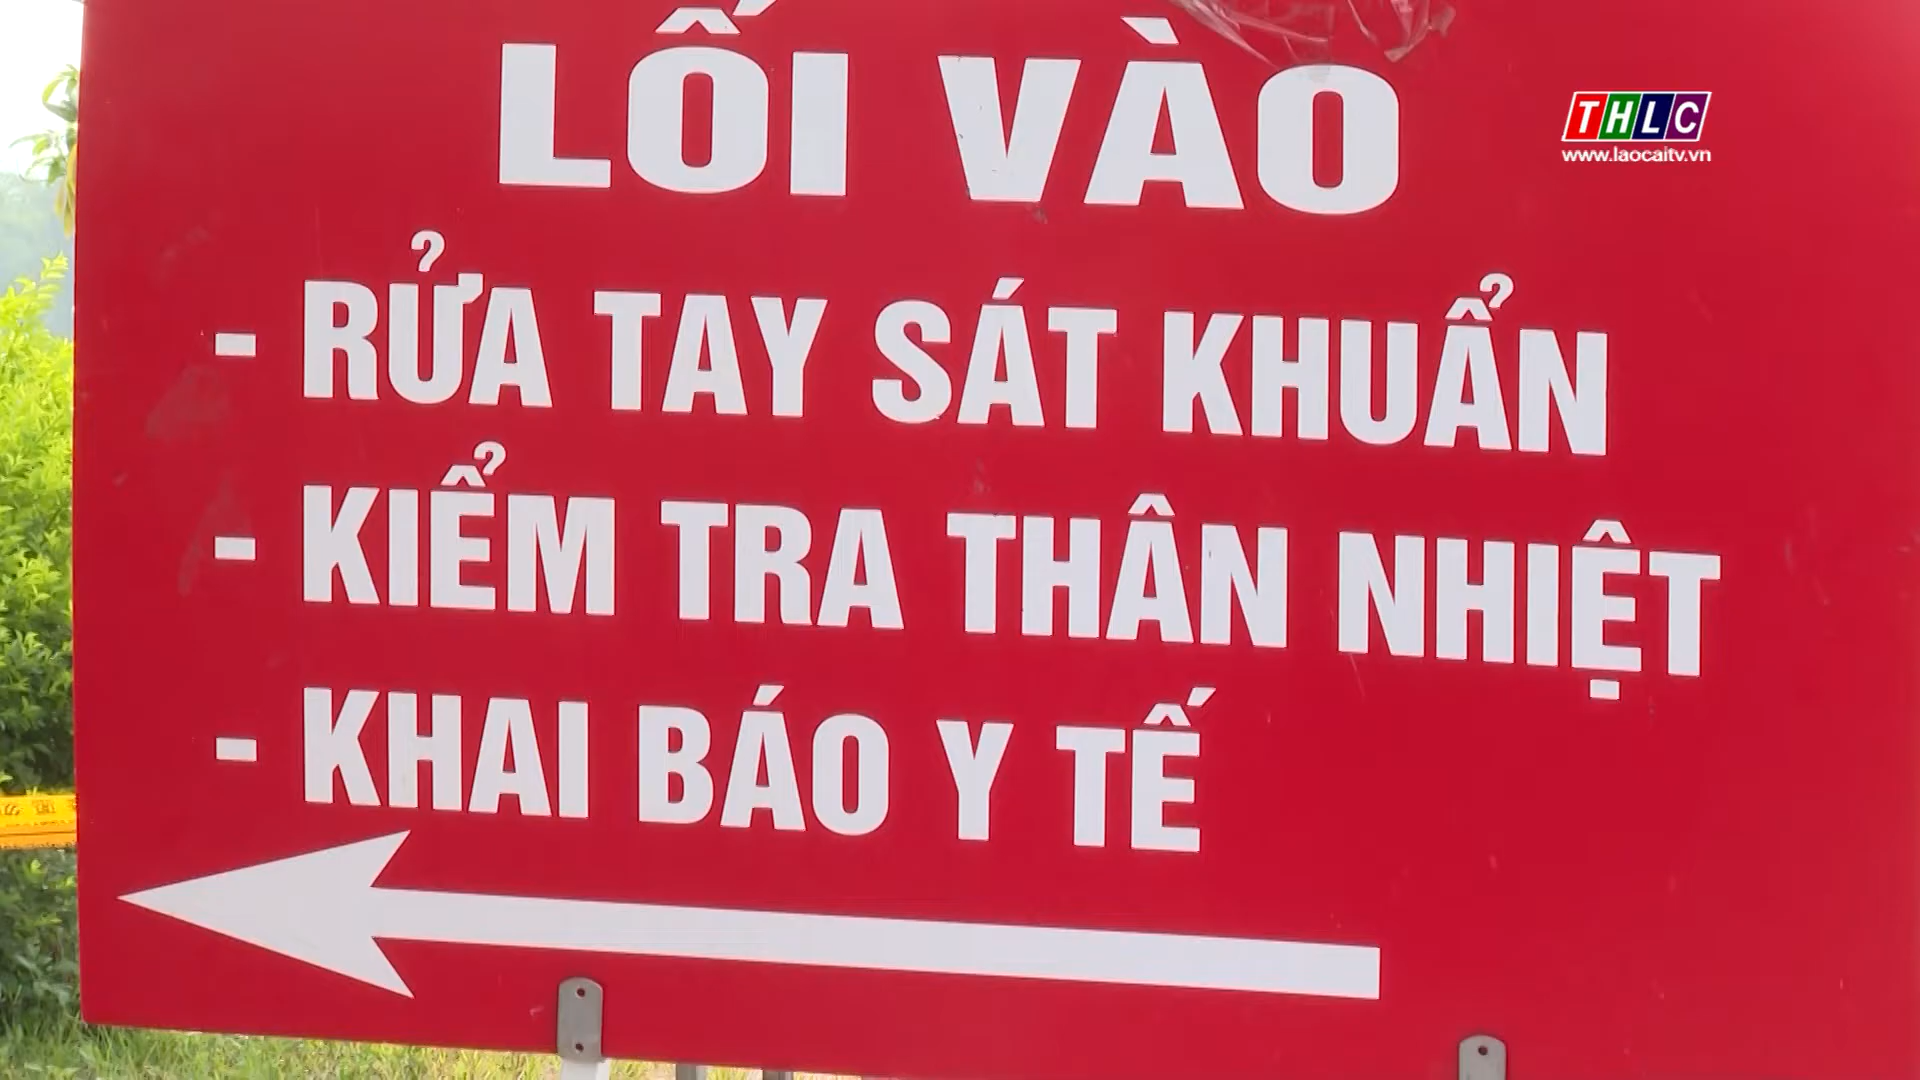 LỐI VÀO
THLC
www.laocaitv.vn
- RỬA TAY SÁT KHUẨN
- KIỂM TRA THÂN NHIỆT
- KHAI BÁO Y TẾ